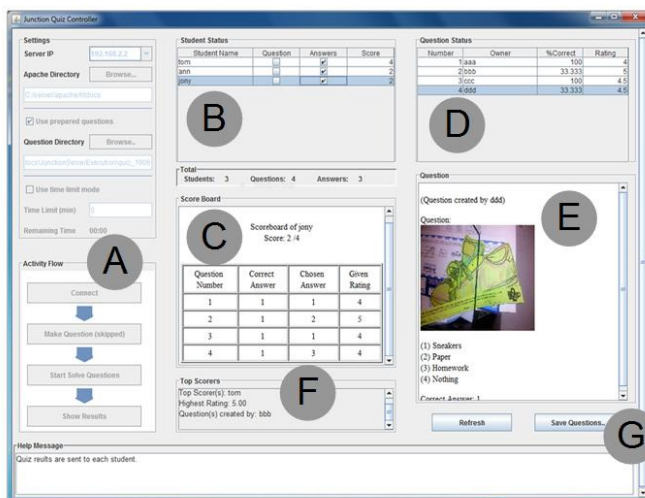 Junction Quiz Controller
Settings
Server IP 192.168.2.2
Apache Directory Browse...
Use prepared questions
Question Directory Browse...
Use time limit mode
Time Limit (min) 0
Remaining Time 00:00
A
Activity Flow
Connect
Make Question (skipped)
Start Solve Questions
Show Results
Student Status
Student Name Question Answers Score
tom 4
ann 2
jony 2
B
Total
Students: 3 Questions: 4 Answers: 3
Score Board
C
Scoreboard of jony
Score: 2 /4
Question Number Correct Answer Chosen Answer Given Rating
1 1 1 4
2 1 2 5
3 1 1 4
4 1 3 4
Top Scorers
Top Scorer(s): tom
Highest Rating: 5.00
Question(s) created by: bbb
F
Question Status
Number Owner %Correct Rating
1 aaa 100 4
2 bbb 33.333 5
3 ccc 100 4.5
4 ddd 33.333 4.5
D
Question
(Question created by ddd)
E
Question:
(1) Sneakers
(2) Paper
(3) Homework
(4) Nothing
Correct Answer: 1
Refresh Save Questions..
G
Help Message
Quiz reults are sent to each student.